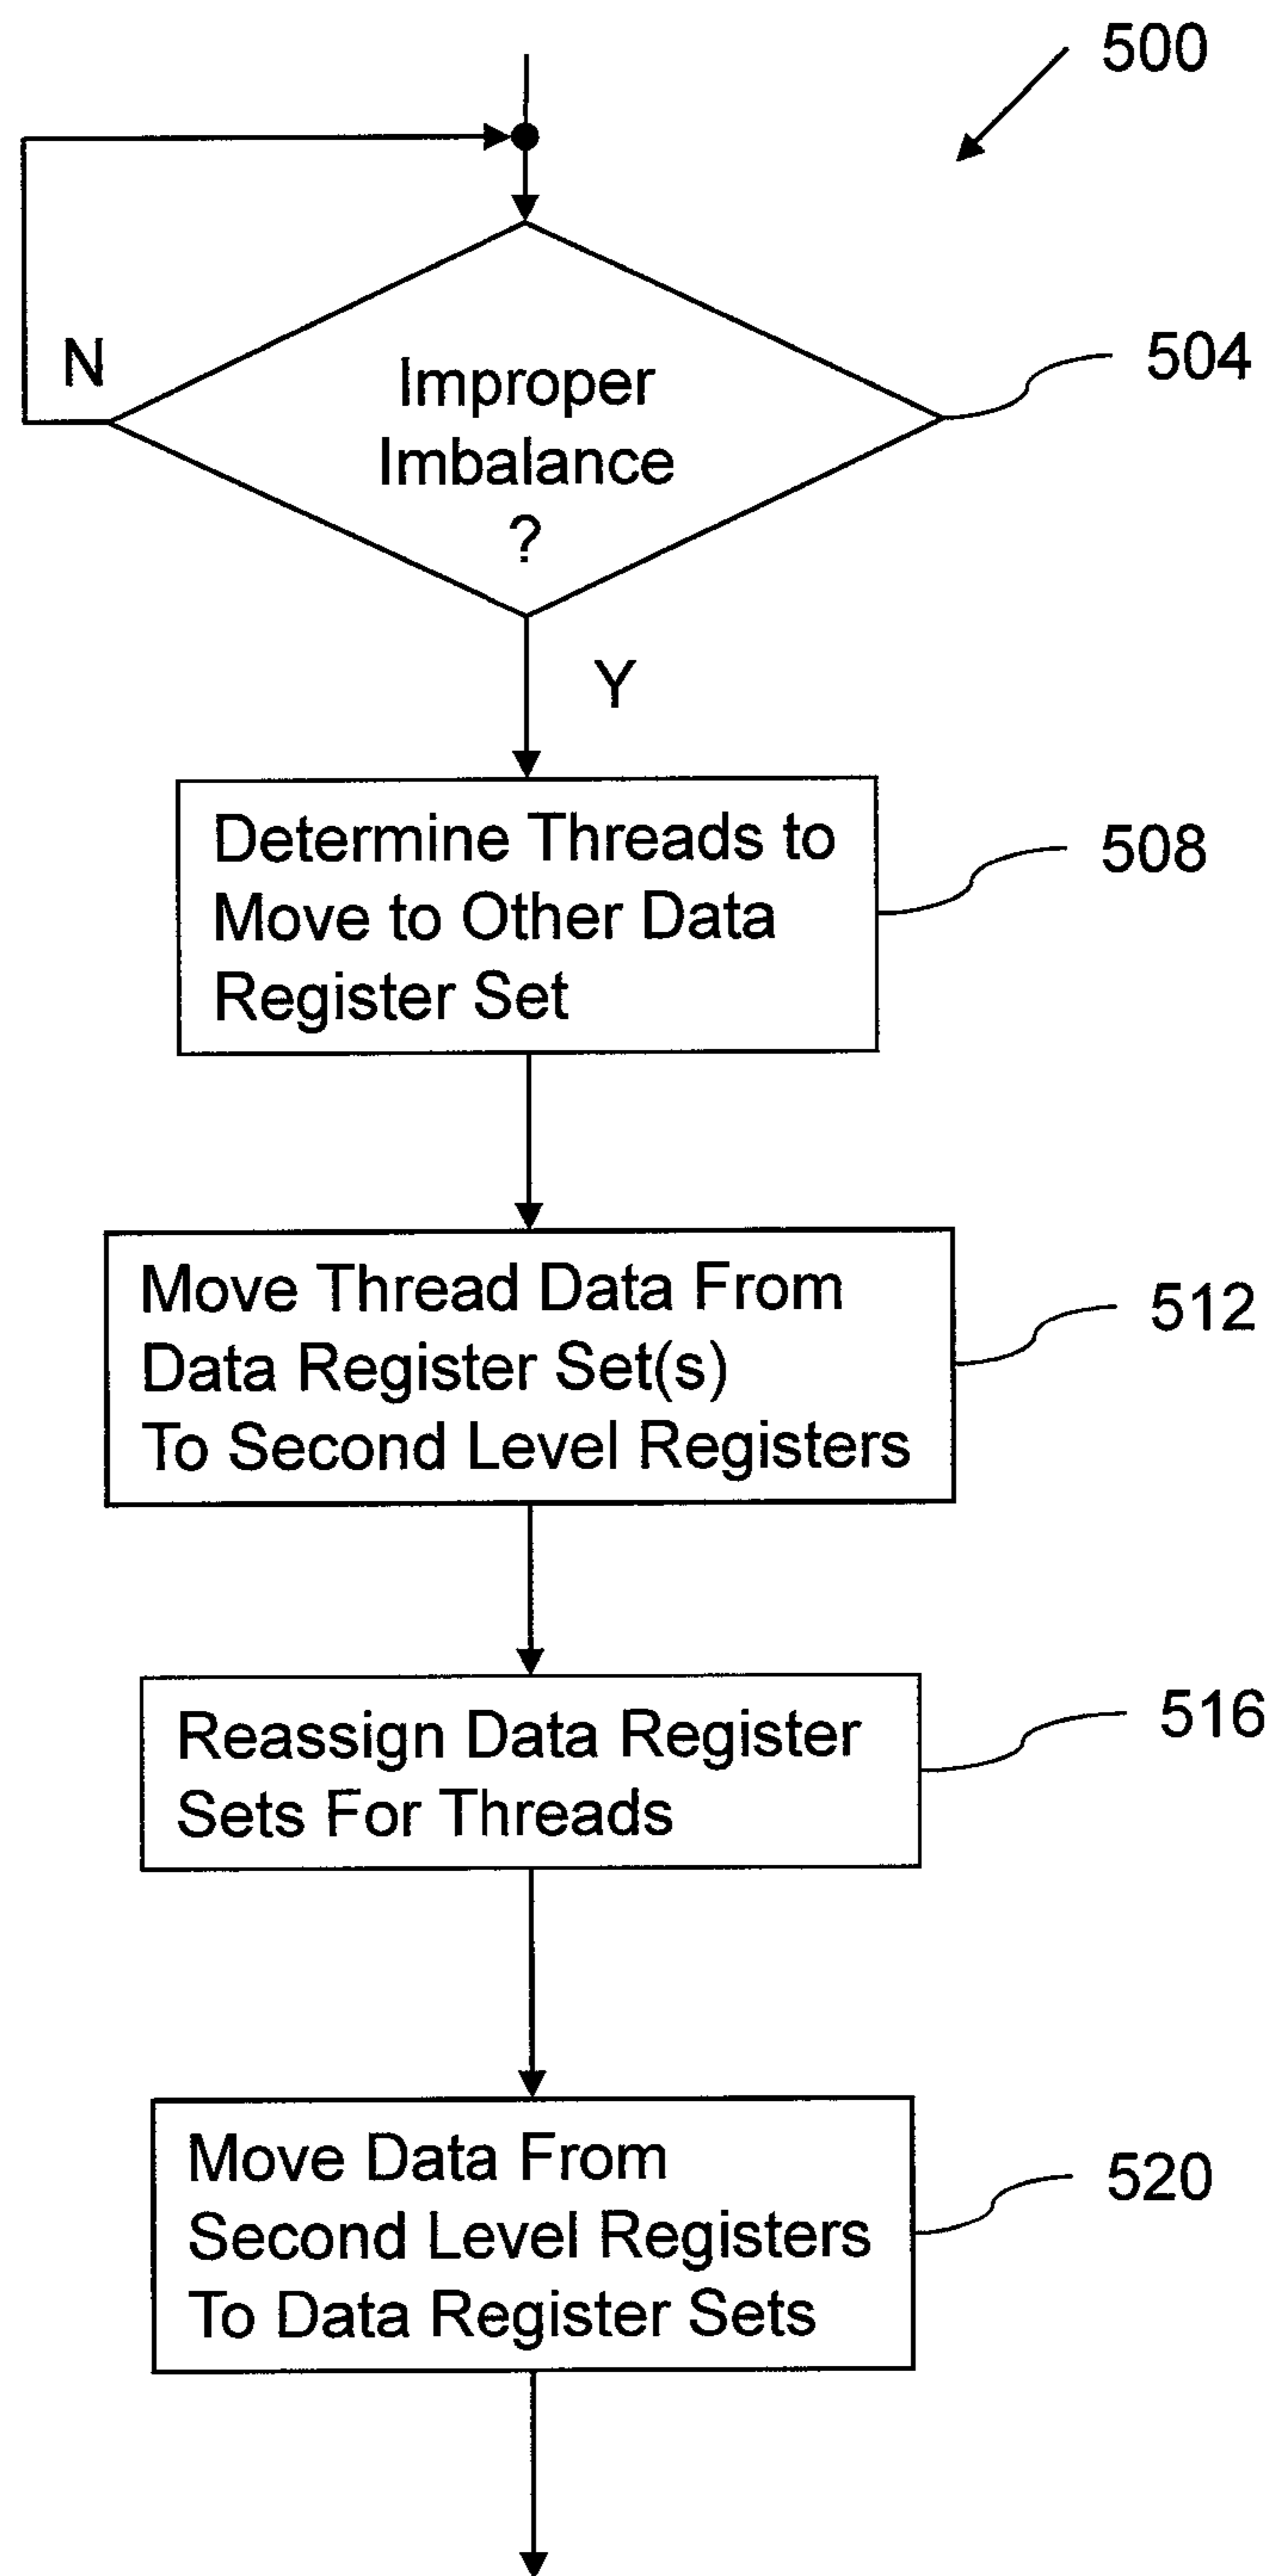 500
504
N
Improper
Imbalance
?
Y
Determine Threads to
Move to Other Data
Register Set
508
Move Thread Data From
Data Register Set(s)
To Second Level Registers
512
Reassign Data Register
Sets For Threads
516
Move Data From
Second Level Registers
To Data Register Sets
520